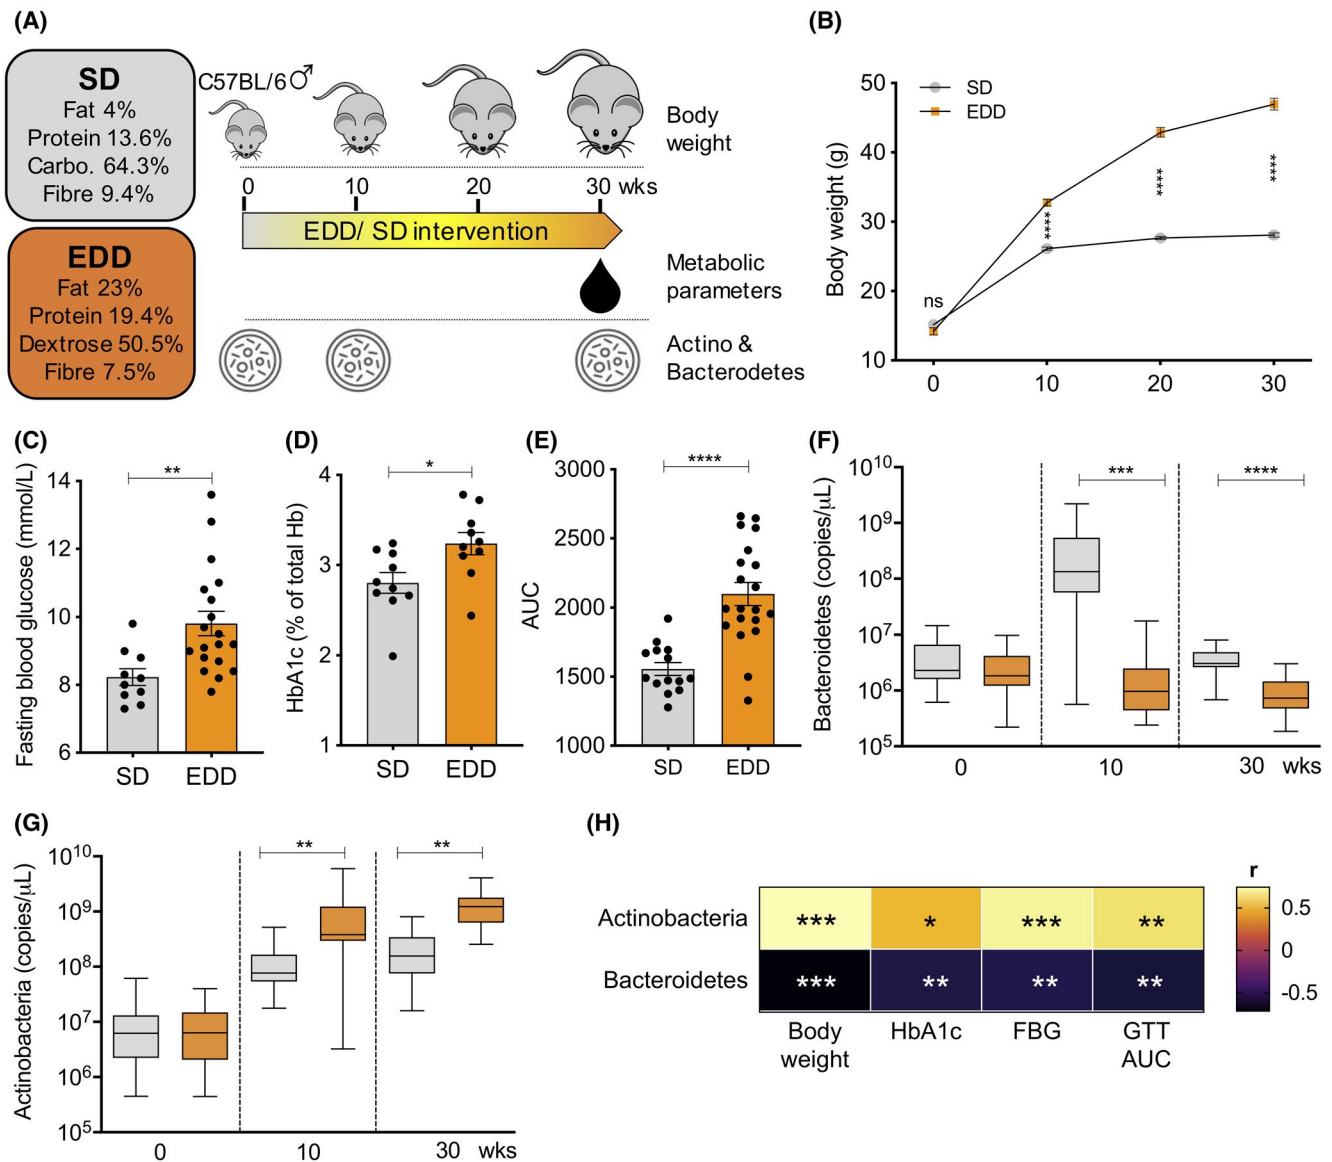 (A)
SD
Fat 4%
Protein 13.6%
Carbo. 64.3%
Fibre 9.4%
EDD
Fat 23%
Protein 19.4%
Dextrose 50.5%
Fibre 7.5%
C57BL/6♂
Body
weight
0 10 20 30 wks
EDD/ SD intervention
Metabolic
parameters
Actino &
Bacterodetes
(B)
Body weight (g)
50
40
30
20
10
SD
EDD
ns
****
****
****
0 10 20 30
(C)
Fasting blood glucose (mmol/L)
14
12
10
8
6
**
SD EDD
(D)
HbA1c (% of total Hb)
4
3
2
1
*
SD EDD
(E)
AUC
3000
2500
2000
1500
1000
****
SD EDD
(F)
Bacteroidetes (copies/μL)
10¹⁰
10⁹
10⁸
10⁷
10⁶
10⁵
*** ****
0 10 30 wks
(G)
Actinobacteria (copies/μL)
10¹⁰
10⁹
10⁸
10⁷
10⁶
10⁵
** **
0 10 30 wks
(H)
Actinobacteria
*** * *** **
Bacteroidetes
*** ** ** **
Body
weight
HbA1c
FBG
GTT
AUC
r
0.5
0
-0.5